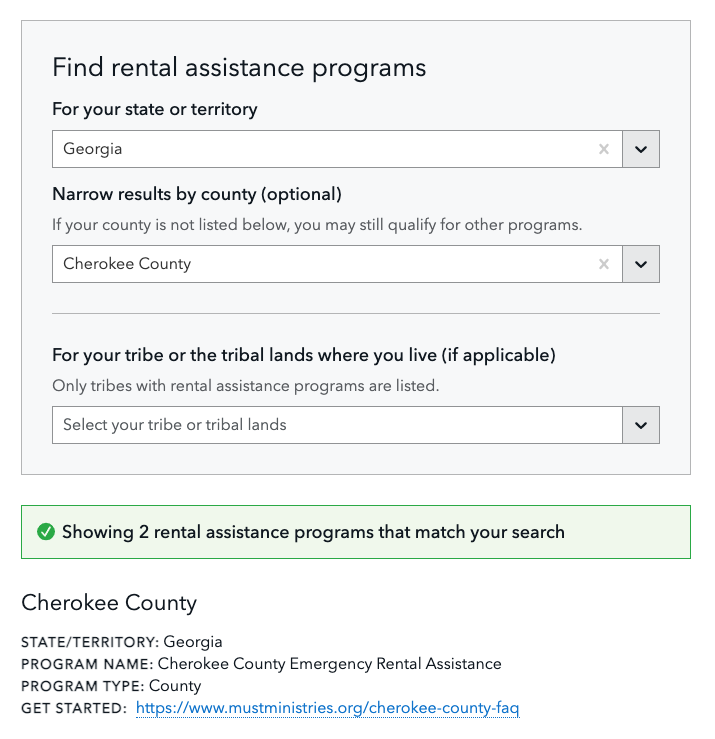 Find rental assistance programs
For your state or territory
Georgia
Narrow results by county (optional)
If your county is not listed below, you may still qualify for other programs.
Cherokee County
For your tribe or the tribal lands where you live (if applicable)
Only tribes with rental assistance programs are listed.
Select your tribe or tribal lands
Showing 2 rental assistance programs that match your search
Cherokee County
STATE/TERRITORY: Georgia
PROGRAM NAME: Cherokee County Emergency Rental Assistance
PROGRAM TYPE: County
GET STARTED: https://www.mustministries.org/cherokee-county-faq